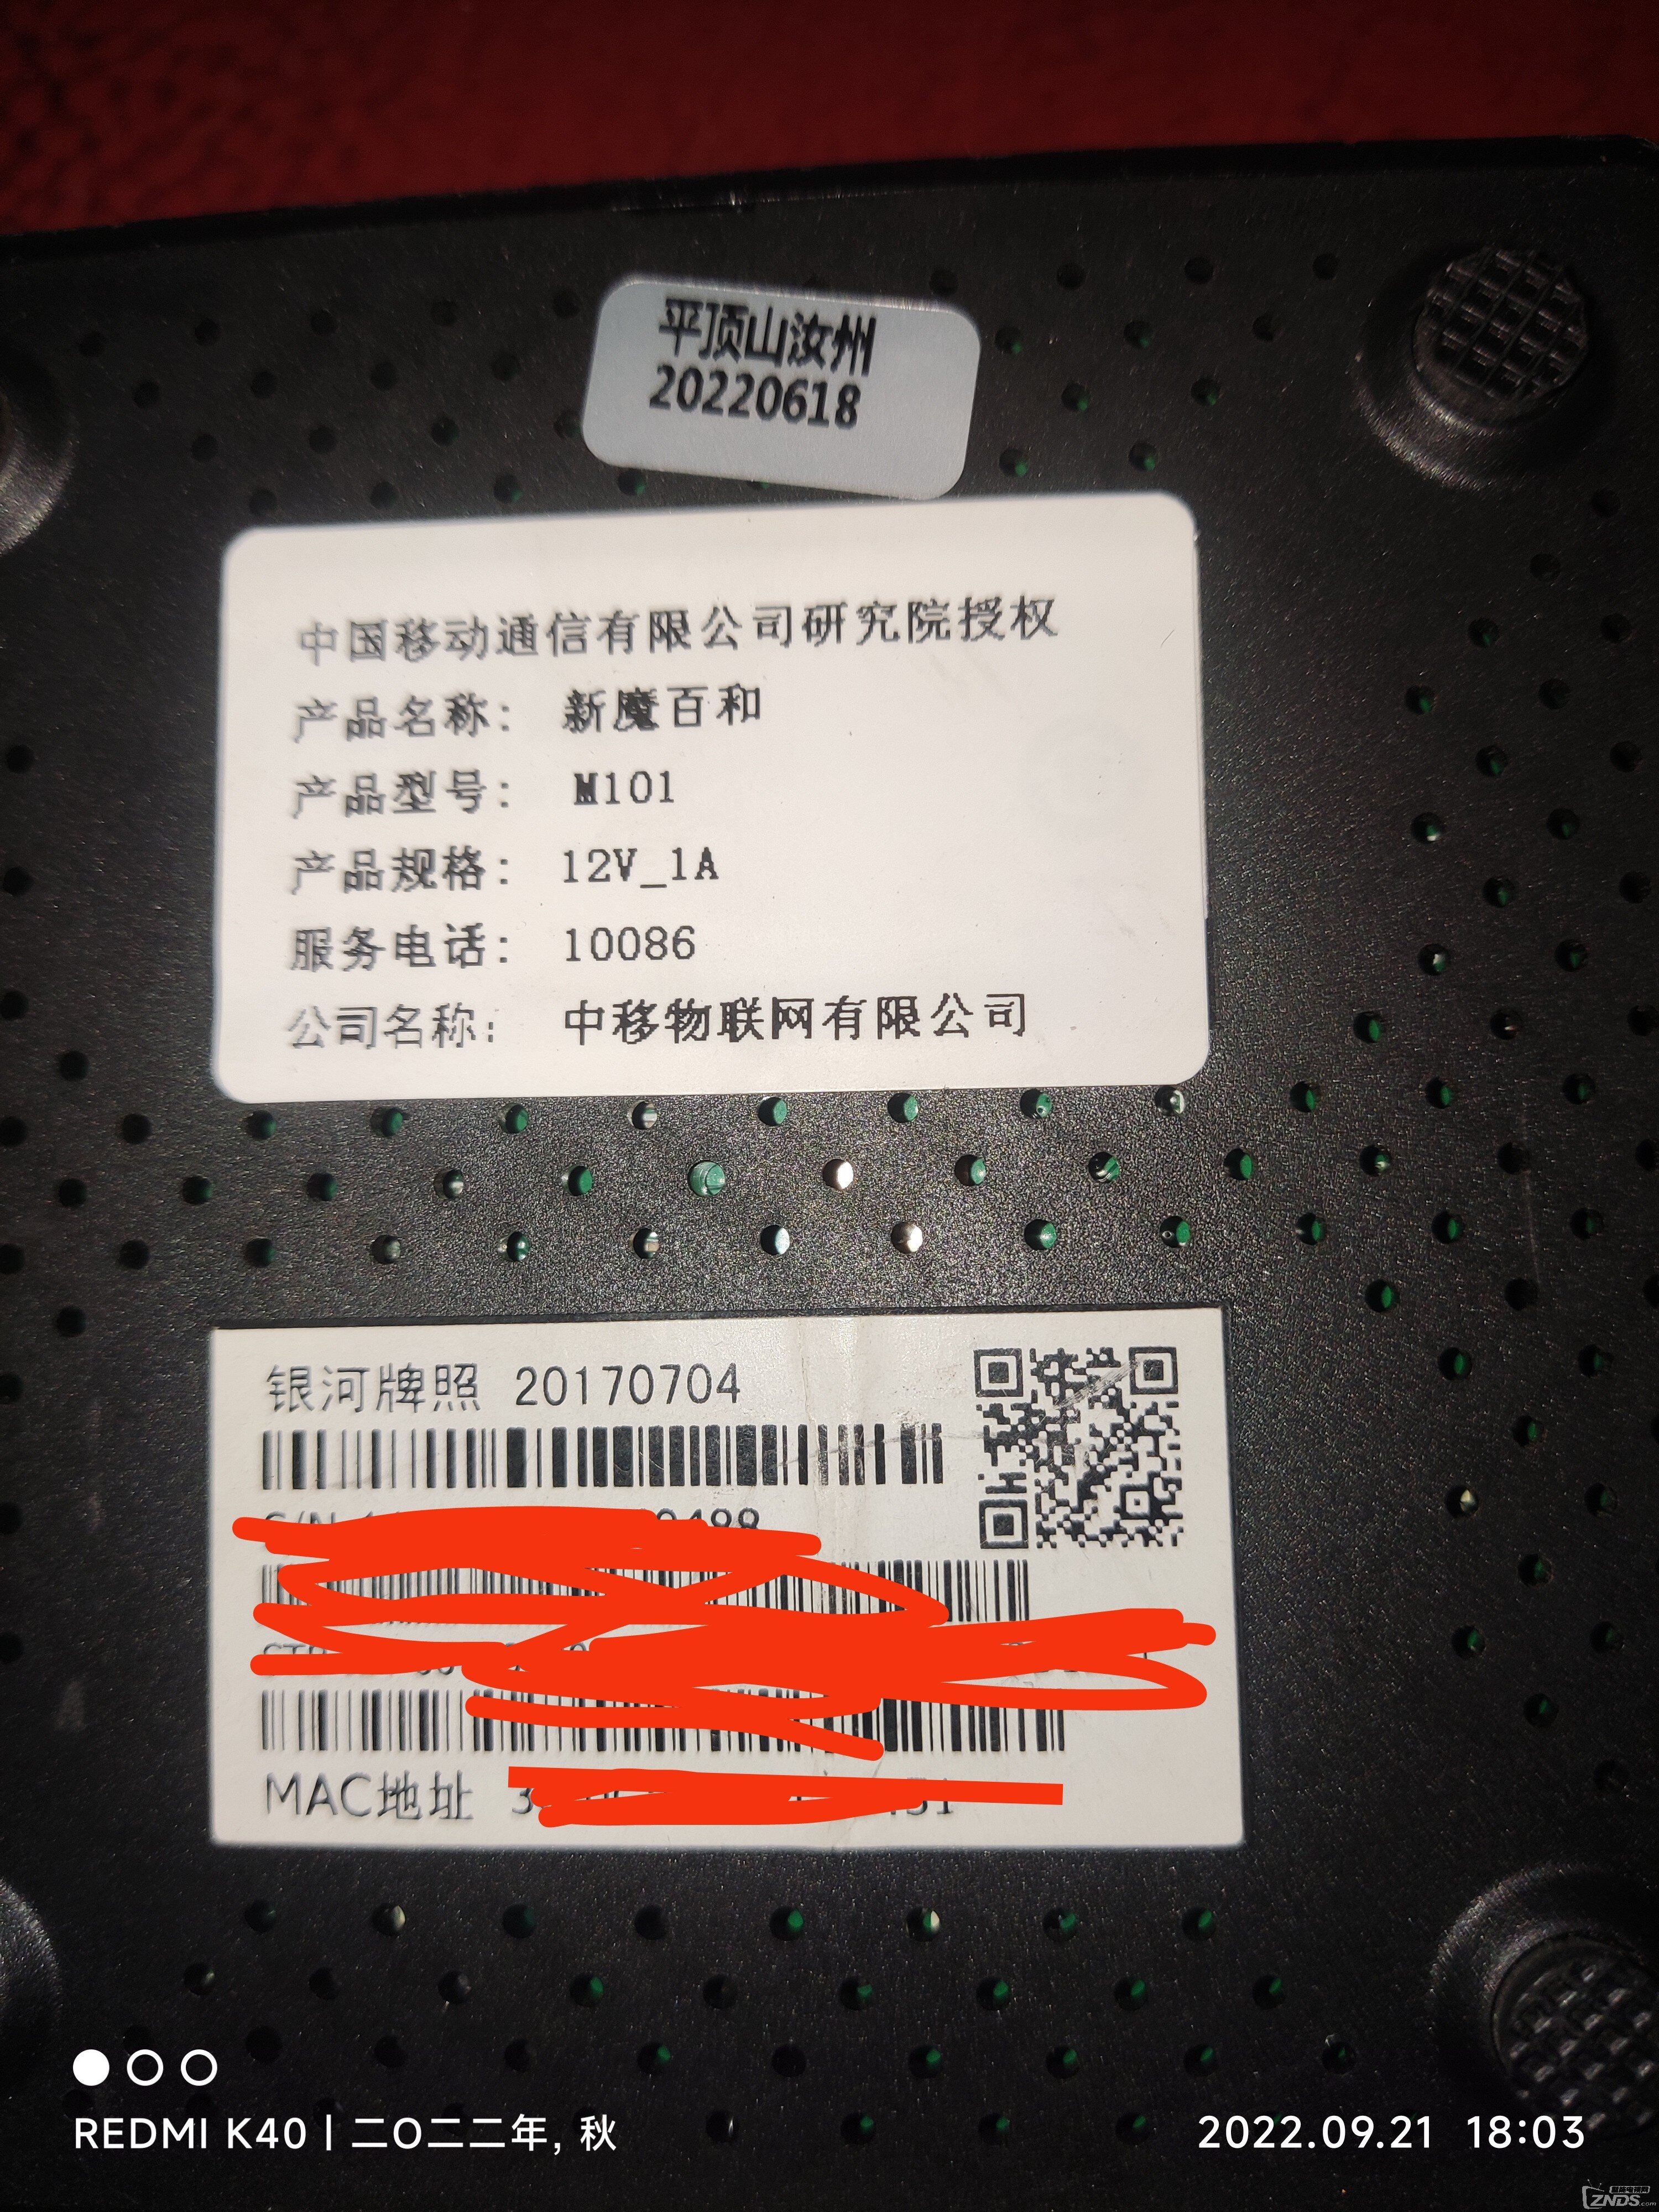 平顶山汝州
20220618
中国移动通信有限公司研究院授权
产品名称： 新魔百和
产品型号： M101
产品规格： 12V_1A
服务电话： 10086
公司名称： 中移物联网有限公司
银河牌照 20170704
MAC地址
REDMI K40 | 二〇二二年, 秋
2022.09.21 18:03
ZNDS.com